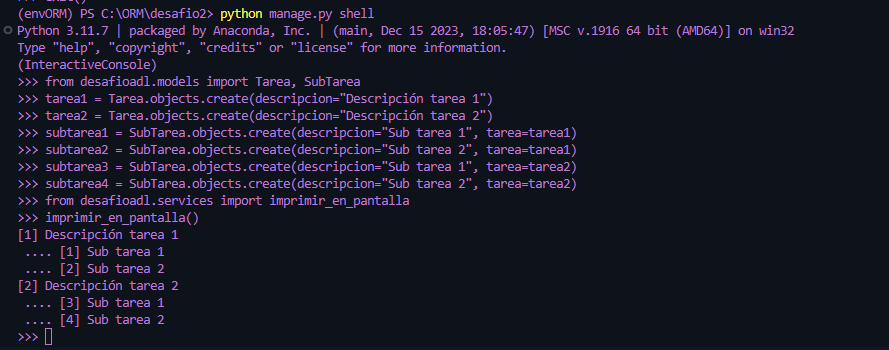 (envORM) PS C:\ORM\desafio2> python manage.py shell
Python 3.11.7 | packaged by Anaconda, Inc. | (main, Dec 15 2023, 18:05:47) [MSC v.1916 64 bit (AMD64)] on win32
Type "help", "copyright", "credits" or "license" for more information.
(InteractiveConsole)
>>> from desafioadl.models import Tarea, SubTarea
>>> tarea1 = Tarea.objects.create(descripcion="Descripción tarea 1")
>>> tarea2 = Tarea.objects.create(descripcion="Descripción tarea 2")
>>> subtarea1 = SubTarea.objects.create(descripcion="Sub tarea 1", tarea=tarea1)
>>> subtarea2 = SubTarea.objects.create(descripcion="Sub tarea 2", tarea=tarea1)
>>> subtarea3 = SubTarea.objects.create(descripcion="Sub tarea 1", tarea=tarea2)
>>> subtarea4 = SubTarea.objects.create(descripcion="Sub tarea 2", tarea=tarea2)
>>> from desafioadl.services import imprimir_en_pantalla
>>> imprimir_en_pantalla()
[1] Descripción tarea 1
 .... [1] Sub tarea 1
 .... [2] Sub tarea 2
[2] Descripción tarea 2
 .... [3] Sub tarea 1
 .... [4] Sub tarea 2
>>>